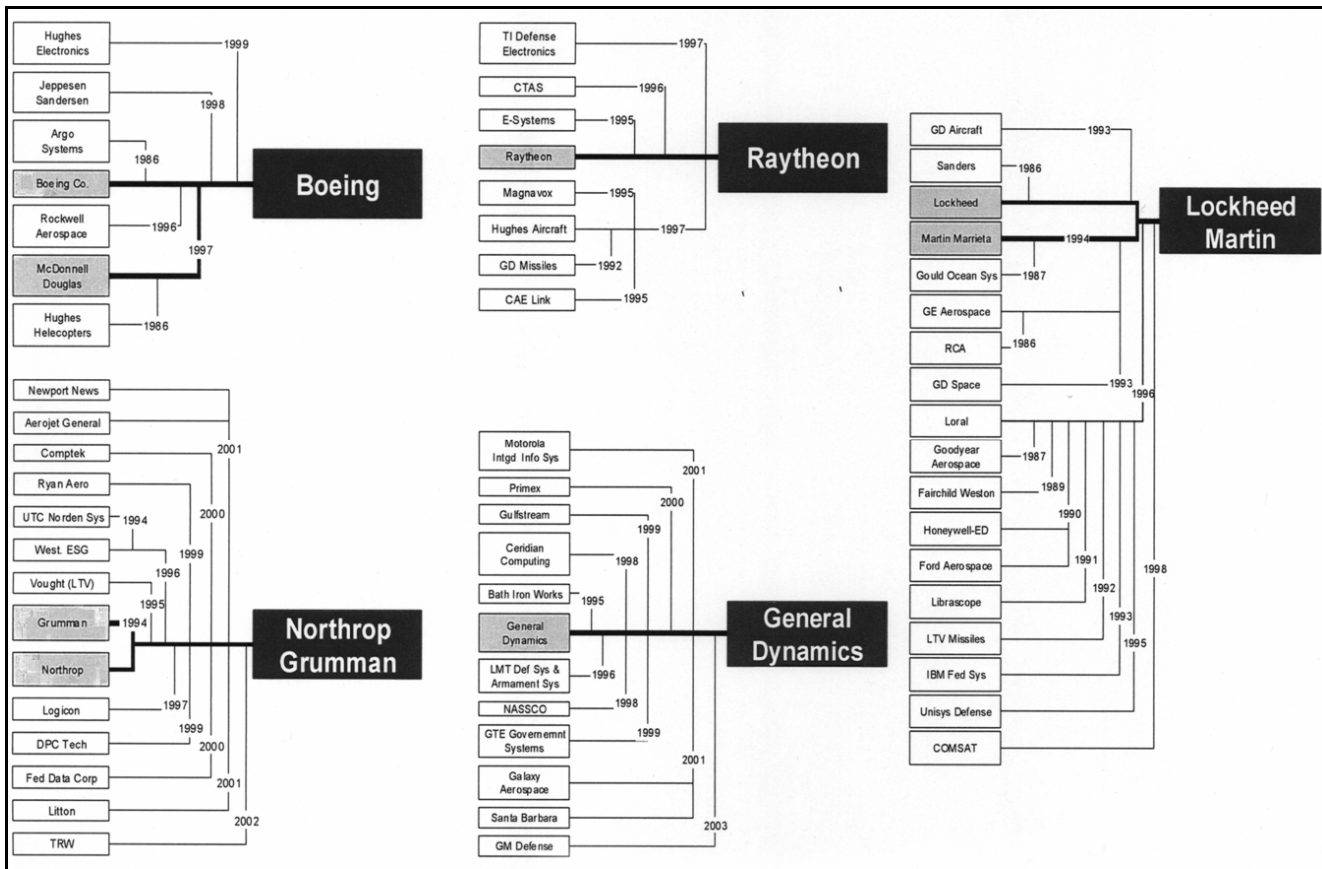 Hughes
Electronics
1999
Jeppesen
Sandersen
1998
Argo
Systems
1986
Boeing Co.
Boeing
Rockwell
Aerospace
1996
1997
McDonnell
Douglas
Hughes
Helecopters
1986
TI Defense
Electronics
1997
CTAS
1996
E-Systems
1995
Raytheon
Raytheon
Magnavox
1995
Hughes Aircraft
1997
GD Missiles
1992
CAE Link
1995
GD Aircraft
1993
Sanders
1986
Lockheed
Lockheed
Martin
Martin Marrieta
1994
Gould Ocean Sys
1987
GE Aerospace
RCA
1986
GD Space
1993
1996
Loral
Goodyear
Aerospace
1987
Fairchild Weston
1989
Honeywell-ED
1990
Ford Aerospace
1991
1998
Librascope
1992
1993
LTV Missiles
1995
IBM Fed Sys
Unisys Defense
COMSAT
Newport News
Aerojet General
2001
Comptek
Ryan Aero
2000
UTC Norden Sys
1994
West. ESG
1999
1996
Vought (LTV)
1995
Grumman
1994
Northrop
Grumman
Northrop
Logicon
1997
DPC Tech
1999
2000
Fed Data Corp
2001
Litton
2002
TRW
Motorola
Intgd Info Sys
2001
Primex
2000
Gulfstream
1999
Ceridian
Computing
1998
Bath Iron Works
1995
General
Dynamics
General
Dynamics
LMT Def Sys &
Armament Sys
1996
NASSCO
1998
GTE Governemnt
Systems
1999
2001
Galaxy
Aerospace
Santa Barbara
2003
GM Defense